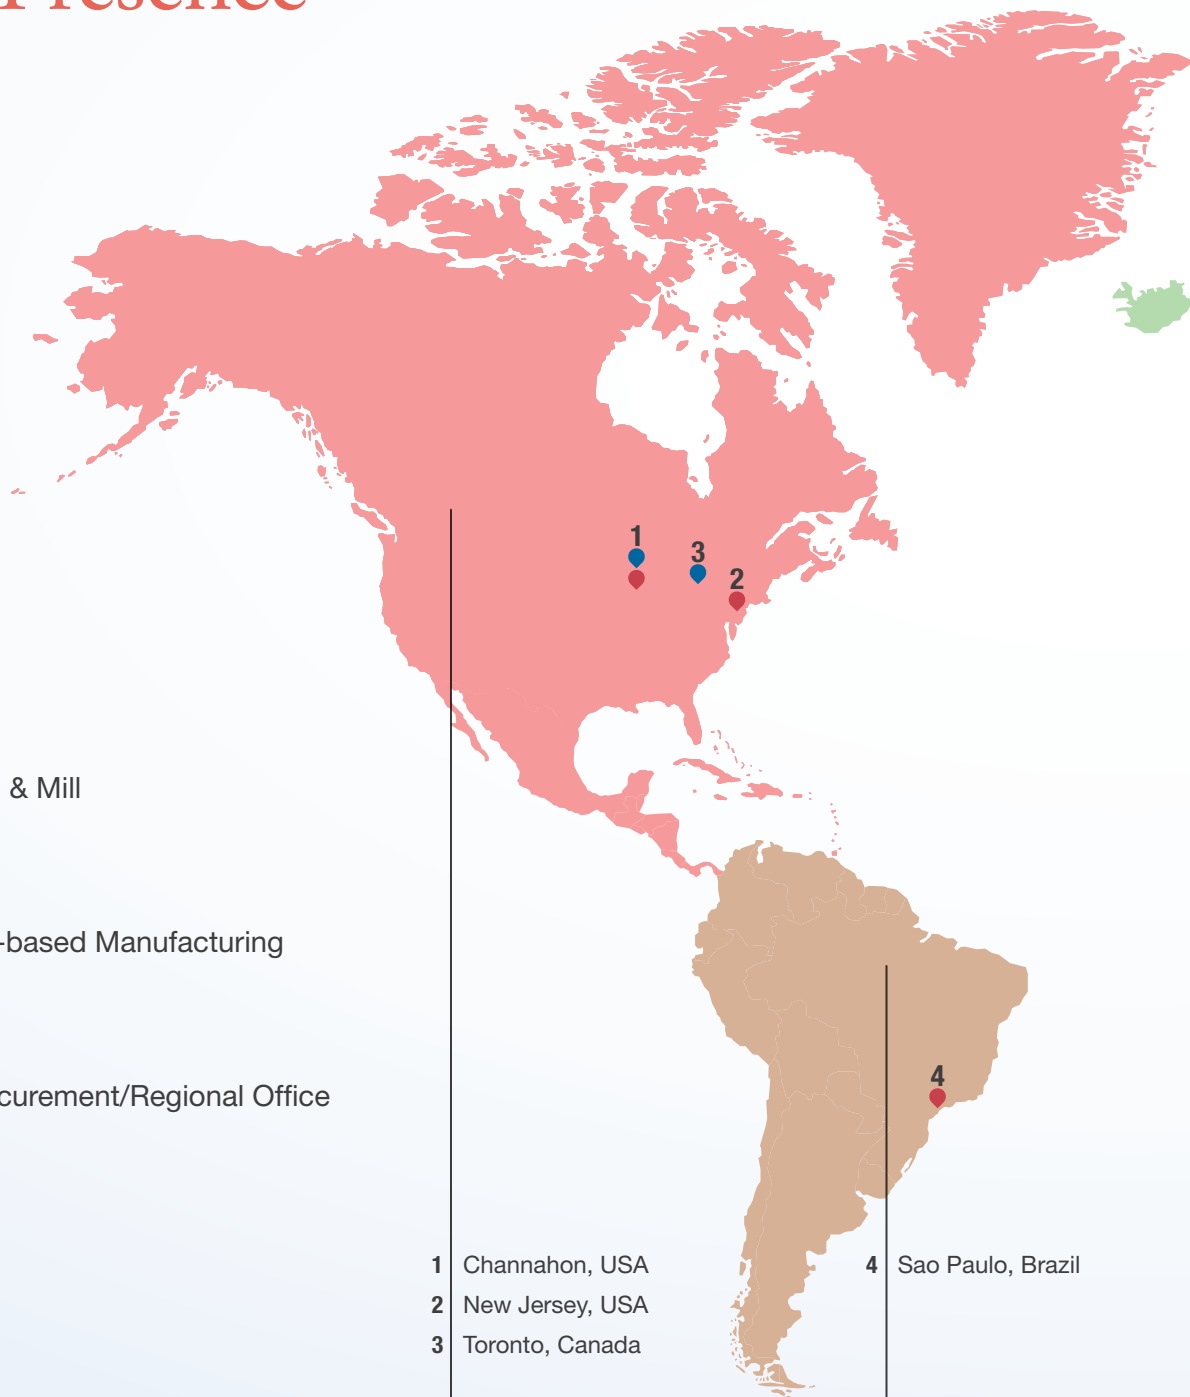 Presence
1
3
2
& Mill
-based Manufacturing
curement/Regional Office
4
1 Channahon, USA
2 New Jersey, USA
3 Toronto, Canada
4 Sao Paulo, Brazil